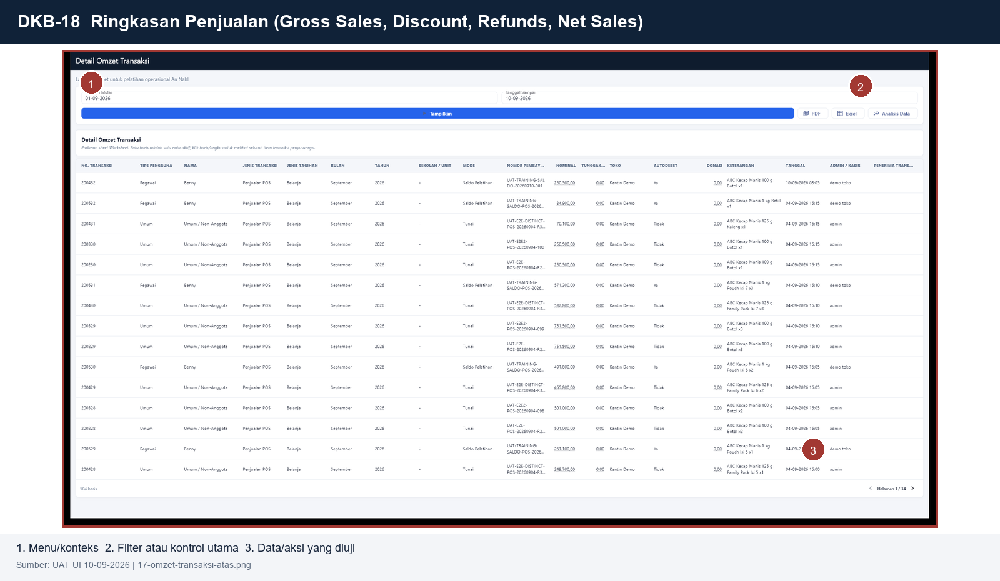 DKB-18 Ringkasan Penjualan (Gross Sales, Discount, Refunds, Net Sales)
Detail Omzet Transaksi
et untuk pelatihan operasional An Nahl
1
2
Mulai
01-09-2026
Tanggal Sampai
10-09-2026
Tampilkan
PDF
Excel
Analisis Data
Detail Omzet Transaksi
Padanan sheet Worksheet. Satu baris adalah satu nota aktif; klik baris/angka untuk melihat seluruh item transaksi penyusunnya.
NO. TRANSAKSI TIPE PENGGUNA NAMA JENIS TRANSAKSI JENIS TAGIHAN BULAN TAHUN SEKOLAH / UNIT MODE NOMOR PEMBAY... NOMINAL TUNGGAK... TOKO AUTODEBET DONASI KETERANGAN TANGGAL ADMIN / KASIR PENERIMA TRANS...
200432 Pegawai Benny Penjualan POS Belanja September 2026 - Saldo Pelatihan UAT-TRAINING-SALDO-20260910-001 250.500,00 0,00 Kantin Demo Ya 0,00 ABC Kecap Manis 100 g Botol x1 10-09-2026 08:05 demo toko
200532 Pegawai Benny Penjualan POS Belanja September 2026 - Saldo Pelatihan UAT-TRAINING-SALDO-POS-2026... 84.900,00 0,00 Kantin Demo Ya 0,00 ABC Kecap Manis 1 kg Refill x1 04-09-2026 16:15 demo toko
200431 Umum Umum / Non-Anggota Penjualan POS Belanja September 2026 - Tunai UAT-E2E-DISTINCT-POS-20260904-R3... 70.100,00 0,00 Kantin Demo Tidak 0,00 ABC Kecap Manis 125 g Kaleng x1 04-09-2026 16:15 admin
200330 Umum Umum / Non-Anggota Penjualan POS Belanja September 2026 - Tunai UAT-E2E2-POS-20260904-100 250.500,00 0,00 Kantin Demo Tidak 0,00 ABC Kecap Manis 100 g Botol x1 04-09-2026 16:15 admin
200230 Umum Umum / Non-Anggota Penjualan POS Belanja September 2026 - Tunai UAT-E2E-POS-20260904-R2... 250.500,00 0,00 Kantin Demo Tidak 0,00 ABC Kecap Manis 100 g Botol x1 04-09-2026 16:15 admin
200531 Pegawai Benny Penjualan POS Belanja September 2026 - Saldo Pelatihan UAT-TRAINING-SALDO-POS-2026... 571.200,00 0,00 Kantin Demo Ya 0,00 ABC Kecap Manis 1 kg Pouch Isi 7 x3 04-09-2026 16:10 demo toko
200430 Umum Umum / Non-Anggota Penjualan POS Belanja September 2026 - Tunai UAT-E2E-DISTINCT-POS-20260904-R3... 532.800,00 0,00 Kantin Demo Tidak 0,00 ABC Kecap Manis 125 g Family Pack Isi 7 x3 04-09-2026 16:10 admin
200329 Umum Umum / Non-Anggota Penjualan POS Belanja September 2026 - Tunai UAT-E2E2-POS-20260904-099 751.500,00 0,00 Kantin Demo Tidak 0,00 ABC Kecap Manis 100 g Botol x3 04-09-2026 16:10 admin
200229 Umum Umum / Non-Anggota Penjualan POS Belanja September 2026 - Tunai UAT-E2E-POS-20260904-R2... 751.500,00 0,00 Kantin Demo Tidak 0,00 ABC Kecap Manis 100 g Botol x3 04-09-2026 16:10 admin
200530 Pegawai Benny Penjualan POS Belanja September 2026 - Saldo Pelatihan UAT-TRAINING-SALDO-POS-2026... 491.800,00 0,00 Kantin Demo Ya 0,00 ABC Kecap Manis 1 kg Pouch Isi 6 x2 04-09-2026 16:05 demo toko
200429 Umum Umum / Non-Anggota Penjualan POS Belanja September 2026 - Tunai UAT-E2E-DISTINCT-POS-20260904-R3... 465.800,00 0,00 Kantin Demo Tidak 0,00 ABC Kecap Manis 125 g Family Pack Isi 6 x2 04-09-2026 16:05 admin
200328 Umum Umum / Non-Anggota Penjualan POS Belanja September 2026 - Tunai UAT-E2E2-POS-20260904-098 501.000,00 0,00 Kantin Demo Tidak 0,00 ABC Kecap Manis 100 g Botol x2 04-09-2026 16:05 admin
200228 Umum Umum / Non-Anggota Penjualan POS Belanja September 2026 - Tunai UAT-E2E-POS-20260904-R2... 501.000,00 0,00 Kantin Demo Tidak 0,00 ABC Kecap Manis 100 g Botol x2 04-09-2026 16:05 admin
200529 Pegawai Benny Penjualan POS Belanja September 2026 - Saldo Pelatihan UAT-TRAINING-SALDO-POS-2026... 261.100,00 0,00 Kantin Demo Ya 0,00 ABC Kecap Manis 1 kg Pouch Isi 5 x1 04-09-2 3 demo toko
200428 Umum Umum / Non-Anggota Penjualan POS Belanja September 2026 - Tunai UAT-E2E-DISTINCT-POS-20260904-R3... 249.700,00 0,00 Kantin Demo Tidak 0,00 ABC Kecap Manis 125 g Family Pack Isi 5 x1 04-09-2026 16:00 admin
504 baris
Halaman 1 / 34
1. Menu/konteks 2. Filter atau kontrol utama 3. Data/aksi yang diuji
Sumber: UAT UI 10-09-2026 | 17-omzet-transaksi-atas.png